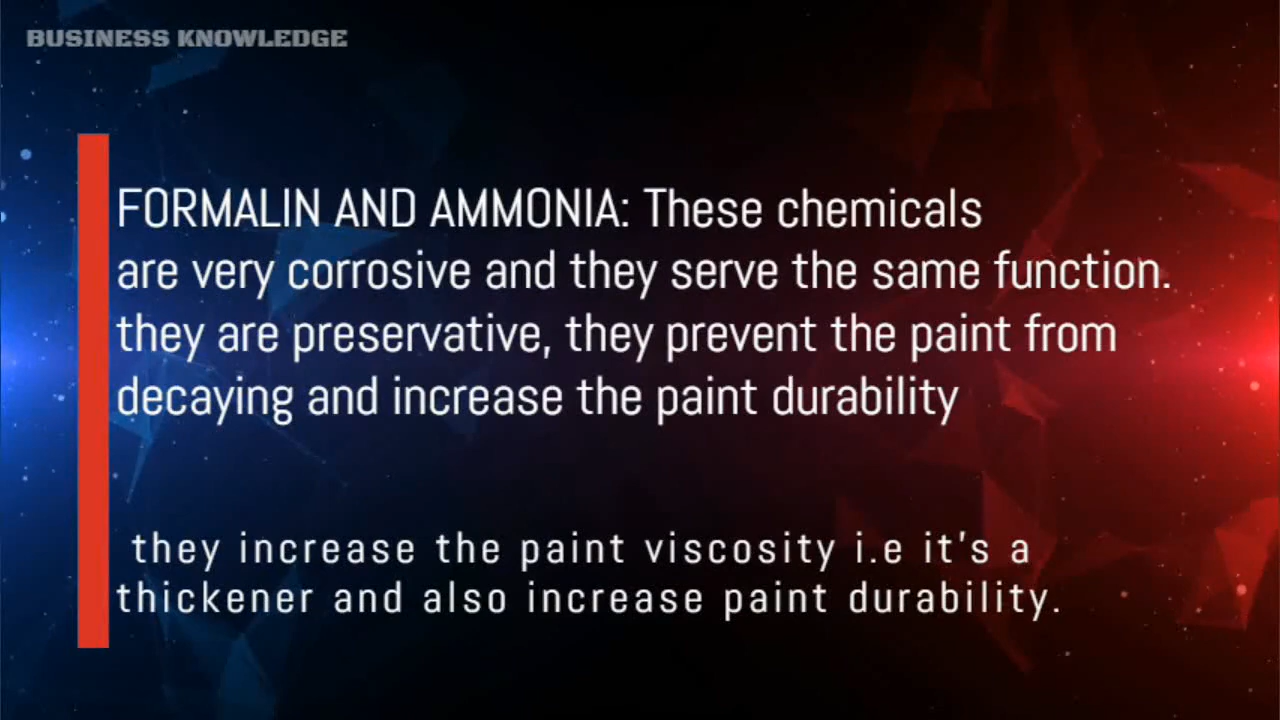 BUSINESS KNOWLEDGE
FORMALIN AND AMMONIA: These chemicals
are very corrosive and they serve the same function.
they are preservative, they prevent the paint from
decaying and increase the paint durability
they increase the paint viscosity i.e it's a
thickener and also increase paint durability.